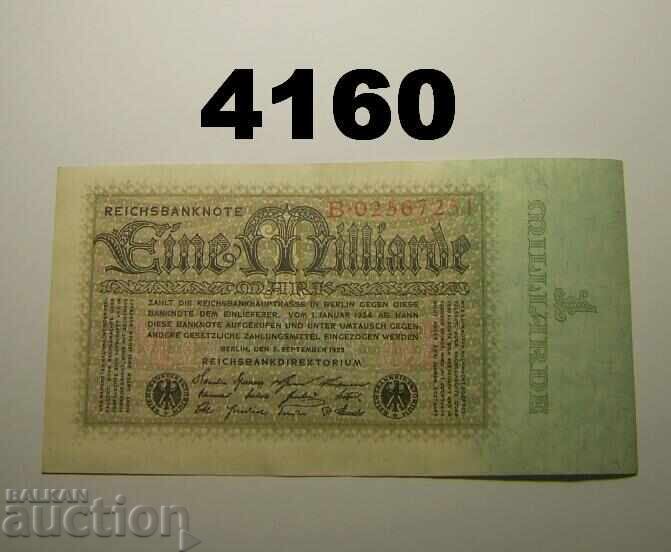 4160
REICHSBANKNOTE
B·02567251
Eine Milliarde
MARK
ZAHLT DIE REICHSBANKHAUPTKASSE IN BERLIN GEGEN DIESE
BANKNOTE DEM EINLIEFERER. VOM 1. JANUAR 1924 AB KANN
DIESE BANKNOTE AUFGERUFEN UND UNTER UMTAUSCH GEGEN
ANDERE GESETZLICHE ZAHLUNGSMITTEL EINGEZOGEN WERDEN
BERLIN, DEN 5. SEPTEMBER 1923
REICHSBANKDIREKTORIUM
1
MILLIARDE
BALKAN
auction